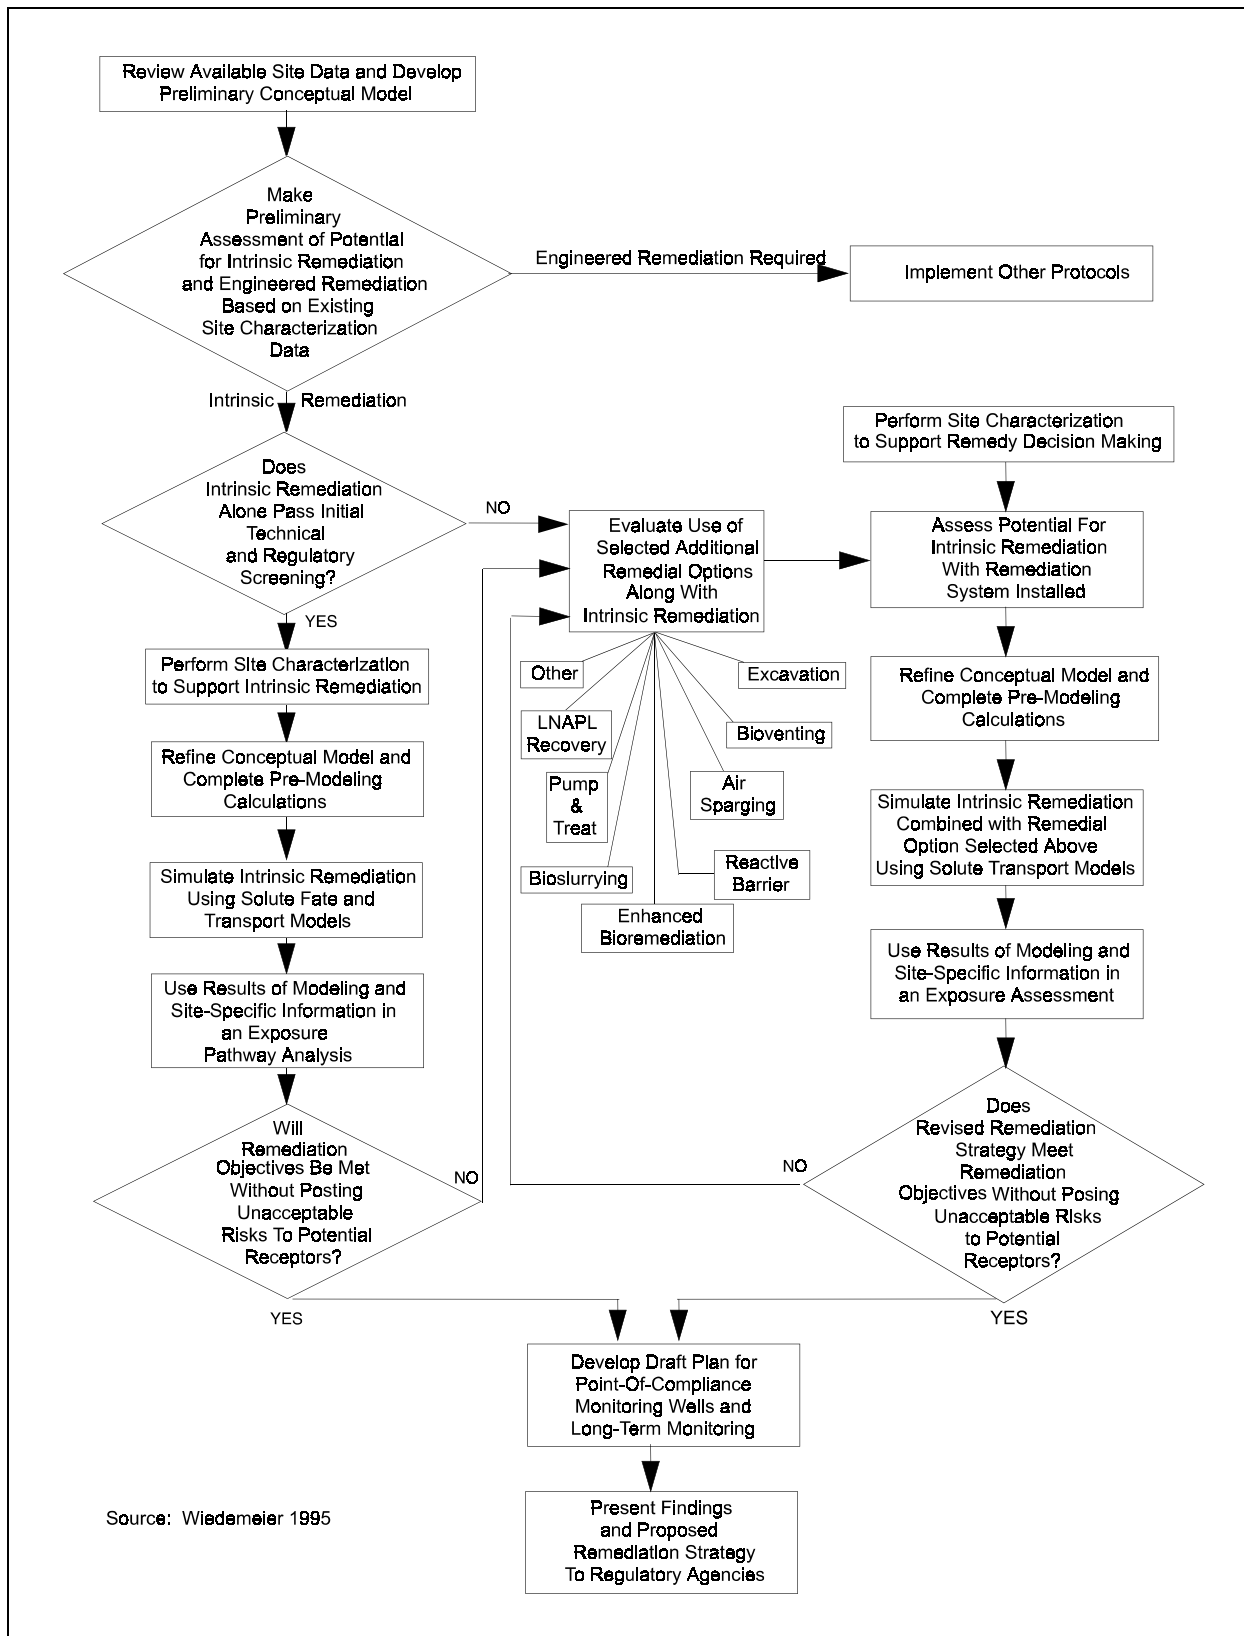 Review Available Site Data and Develop
Preliminary Conceptual Model
Make
Preliminary
Assessment of Potential
for Intrinsic Remediation
and Engineered Remediation
Based on Existing
Site Characterization
Data
Engineered Remediation Required
Implement Other Protocols
Intrinsic Remediation
Does
Intrinsic Remediation
Alone Pass Initial
Technical
and Regulatory
Screening?
NO
YES
Perform Site Characterization
to Support Intrinsic Remediation
Refine Conceptual Model and
Complete Pre-Modeling
Calculations
Simulate Intrinsic Remediation
Using Solute Fate and
Transport Models
Use Results of Modeling and
Site-Specific Information in
an Exposure
Pathway Analysis
Will
Remediation
Objectives Be Met
Without Posting
Unacceptable
Risks To Potential
Receptors?
NO
YES
Evaluate Use of
Selected Additional
Remedial Options
Along With
Intrinsic Remediation
Other
Excavation
LNAPL
Recovery
Bioventing
Pump
&
Treat
Air
Sparging
Bioslurrying
Reactive
Barrier
Enhanced
Bioremediation
Perform Site Characterization
to Support Remedy Decision Making
Assess Potential For
Intrinsic Remediation
With Remediation
System Installed
Refine Conceptual Model and
Complete Pre-Modeling
Calculations
Simulate Intrinsic Remediation
Combined with Remedial
Option Selected Above
Using Solute Transport Models
Use Results of Modeling and
Site-Specific Information in
an Exposure Assessment
Does
Revised Remediation
Strategy Meet
Remediation
Objectives Without Posing
Unacceptable Risks
to Potential
Receptors?
NO
YES
Develop Draft Plan for
Point-Of-Compliance
Monitoring Wells and
Long-Term Monitoring
Present Findings
and Proposed
Remediation Strategy
To Regulatory Agencies
Source: Wiedemeier 1995